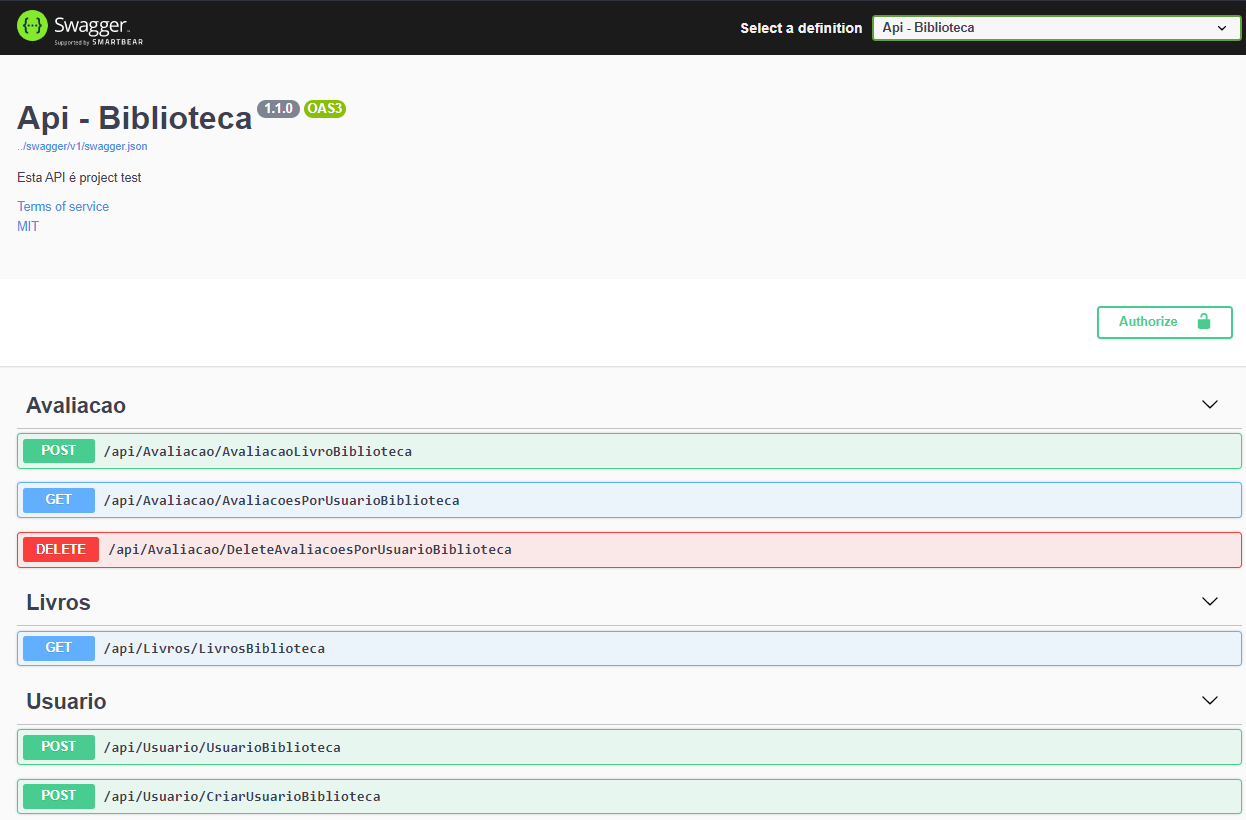 Swagger
Supported by SMARTBEAR
Select a definition
Api - Biblioteca
Api - Biblioteca 1.1.0 OAS3
../swagger/v1/swagger.json
Esta API é project test
Terms of service
MIT
Authorize
Avaliacao
POST /api/Avaliacao/AvaliacaoLivroBiblioteca
GET /api/Avaliacao/AvaliacoesPorUsuarioBiblioteca
DELETE /api/Avaliacao/DeleteAvaliacoesPorUsuarioBiblioteca
Livros
GET /api/Livros/LivrosBiblioteca
Usuario
POST /api/Usuario/UsuarioBiblioteca
POST /api/Usuario/CriarUsuarioBiblioteca